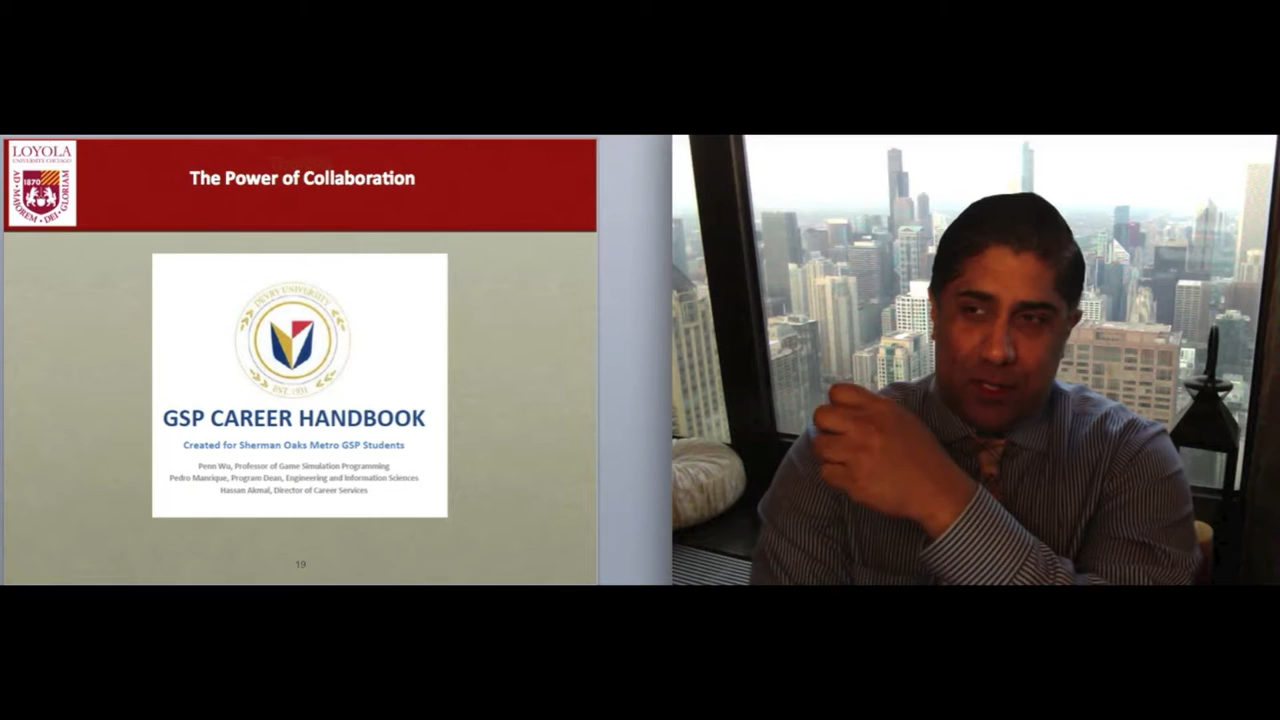 LOYOLA
UNIVERSITY CHICAGO
1870
AD • MAJOREM • DEI • GLORIAM
The Power of Collaboration
DEVRY UNIVERSITY
EST. 1931
GSP CAREER HANDBOOK
Created for Sherman Oaks Metro GSP Students
Penn Wu, Professor of Game Simulation Programming
Pedro Manrique, Program Dean, Engineering and Information Sciences
Hassan Akmal, Director of Career Services
19